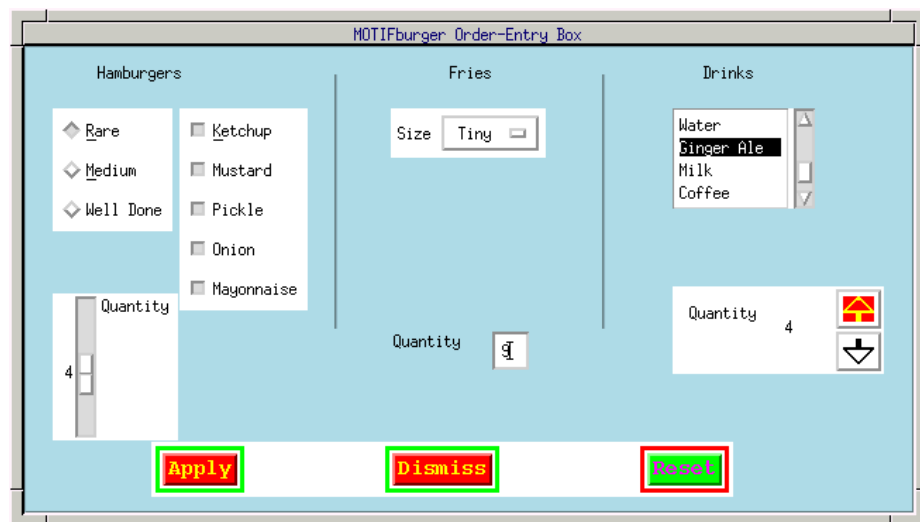 MOTIFburger Order-Entry Box
Hamburgers
Fries
Drinks
Rare
Medium
Well Done
Ketchup
Mustard
Pickle
Onion
Mayonnaise
Quantity
4
Size Tiny
Quantity 9
Water
Ginger Ale
Milk
Coffee
Quantity 4
Apply
Dismiss
Reset